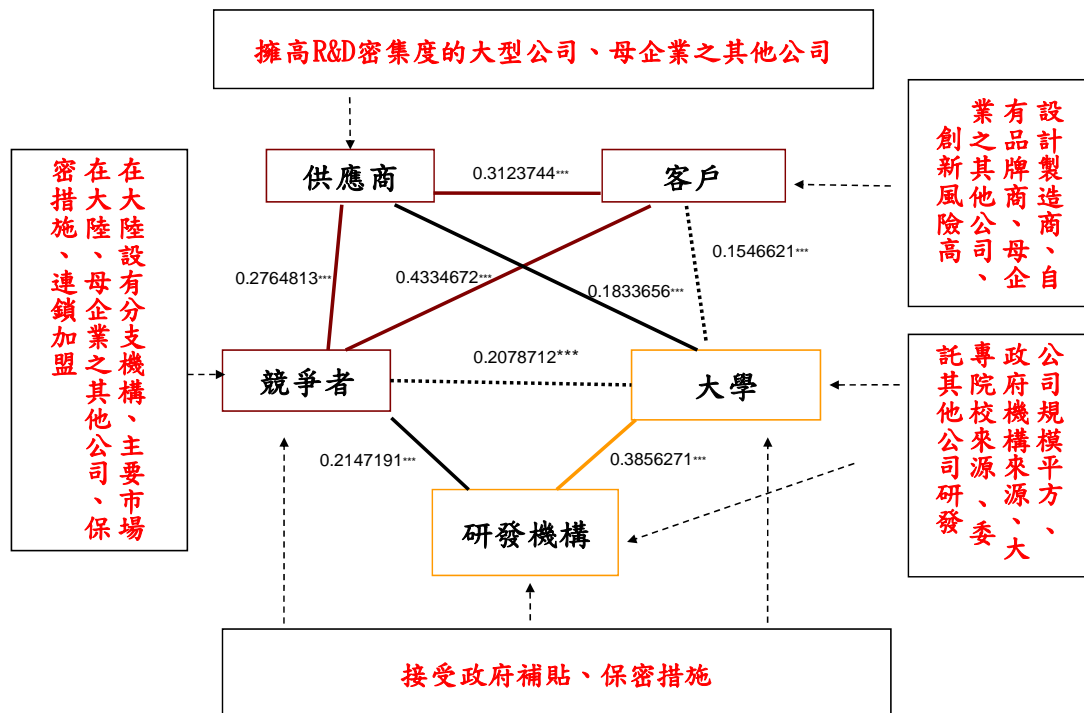 擁高R&D密集度的大型公司、母企業之其他公司
設計製造商、自
有品牌商、母企
業之其他公司、
創新風險高
在大陸設有分支機構、主要市場
在大陸、母企業之其他公司、保
密措施、連鎖加盟
供應商
0.3123744***
客戶
0.1546621***
0.2764813***
0.4334672***
0.1833656***
競爭者
0.2078712***
大學
公司規模平方、
政府機構來源、大
專院校來源、委
託其他公司研發
0.2147191***
0.3856271***
研發機構
接受政府補貼、保密措施